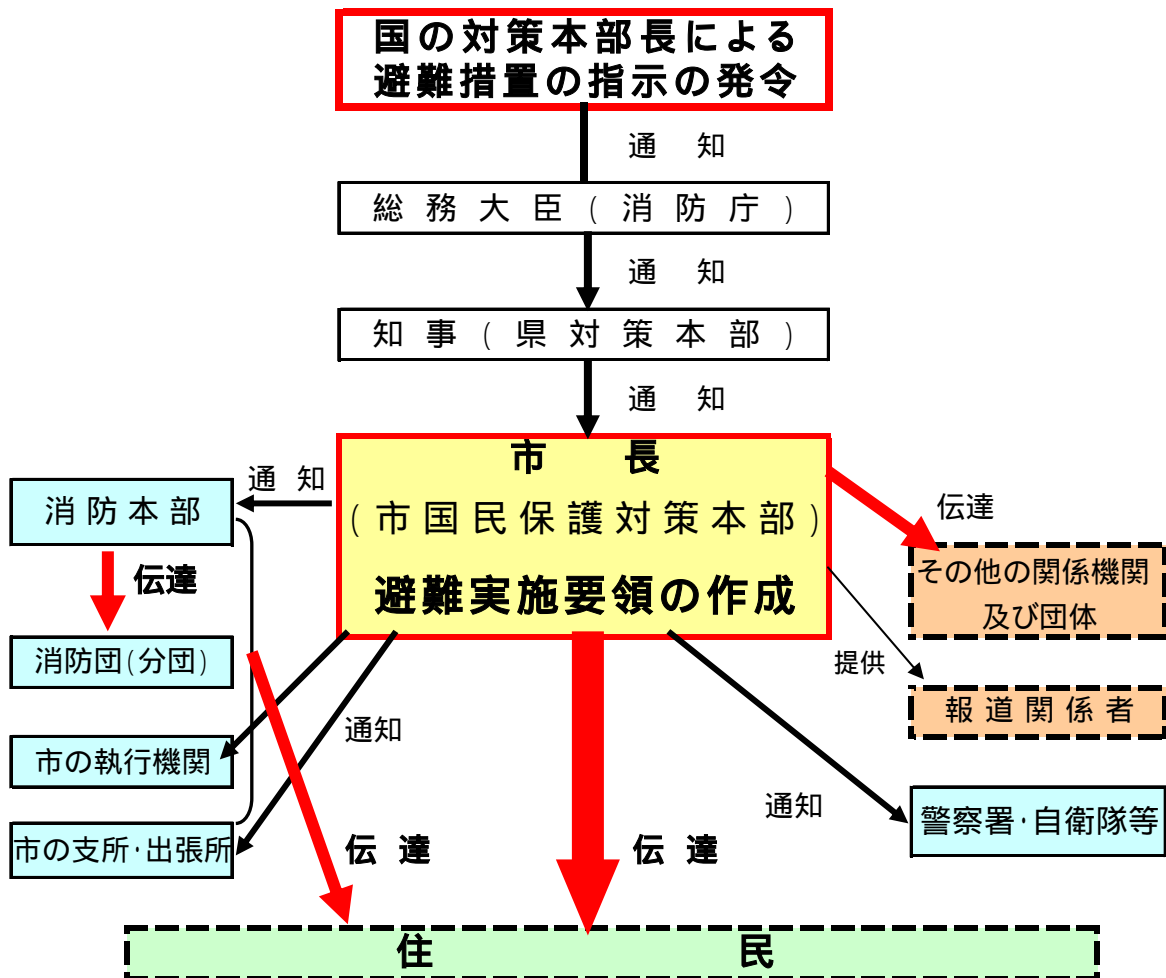 国の対策本部長による
避難措置の指示の発令
通 知
総務大臣(消防庁)
通 知
知事(県対策本部)
通 知
市 長
(市国民保護対策本部)
避難実施要領の作成
通 知
消防本部
伝達
消防団(分団)
市の執行機関
市の支所・出張所
通知
伝達
その他の関係機関
及び団体
提供
報道関係者
通知
警察署・自衛隊等
伝 達
伝 達
住 民